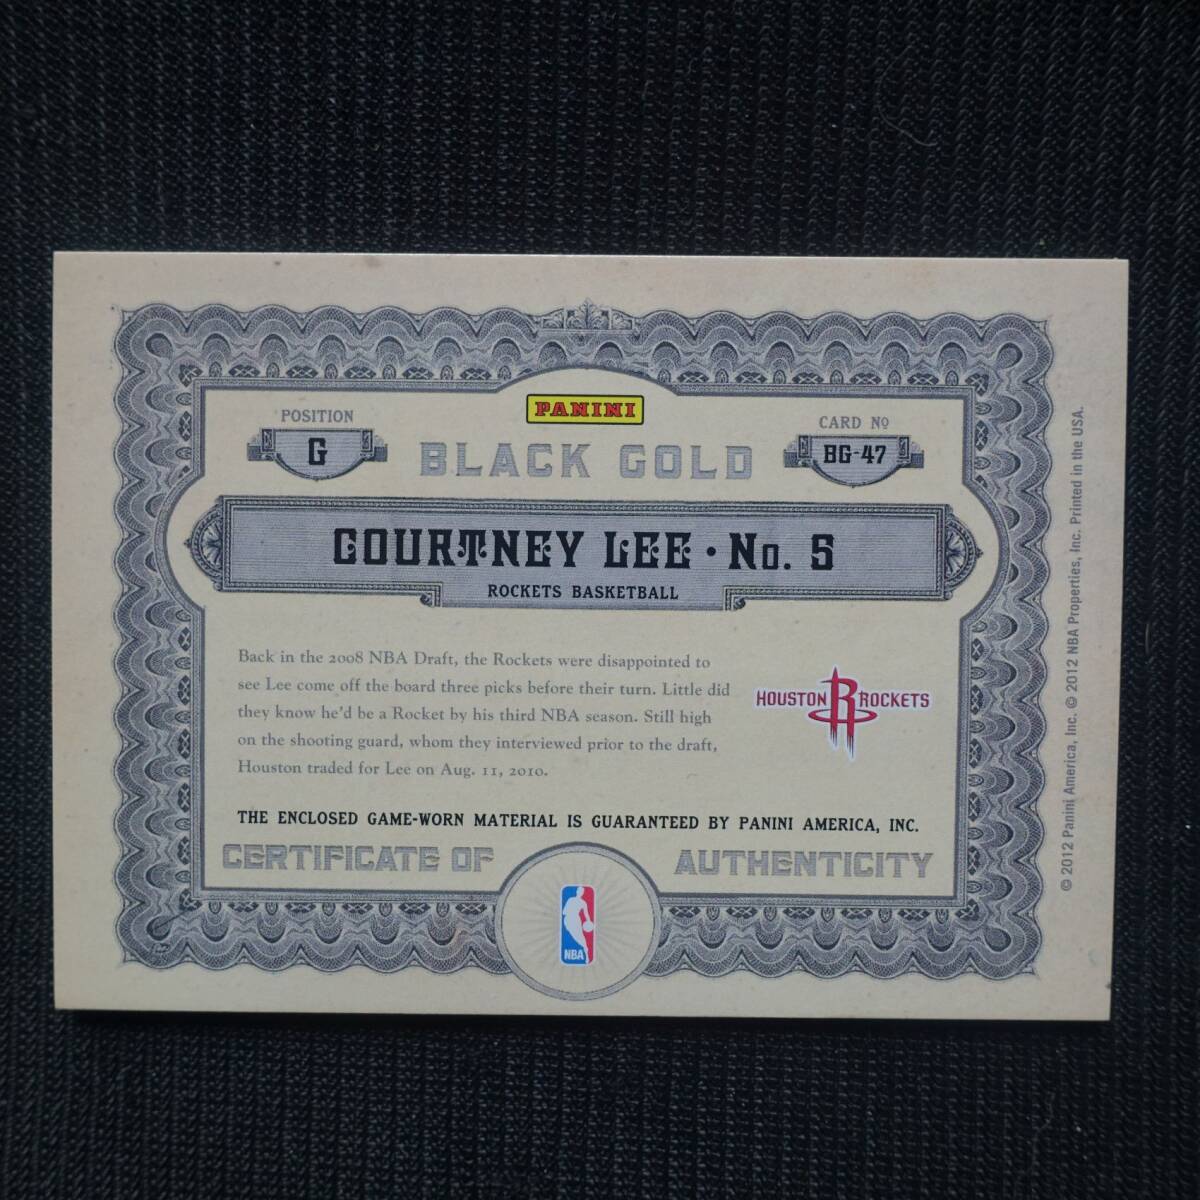 PANINI
POSITION
G
BLACK GOLD
CARD Nº
BG-47
COURTNEY LEE • No. 5
ROCKETS BASKETBALL
Back in the 2008 NBA Draft, the Rockets were disappointed to
see Lee come off the board three picks before their turn. Little did
they know he'd be a Rocket by his third NBA season. Still high
on the shooting guard, whom they interviewed prior to the draft,
Houston traded for Lee on Aug. 11, 2010.
HOUSTON R ROCKETS
THE ENCLOSED GAME-WORN MATERIAL IS GUARANTEED BY PANINI AMERICA, INC.
CERTIFICATE OF AUTHENTICITY
NBA
© 2012 Panini America, Inc. © 2012 NBA Properties, Inc. Printed in the USA.